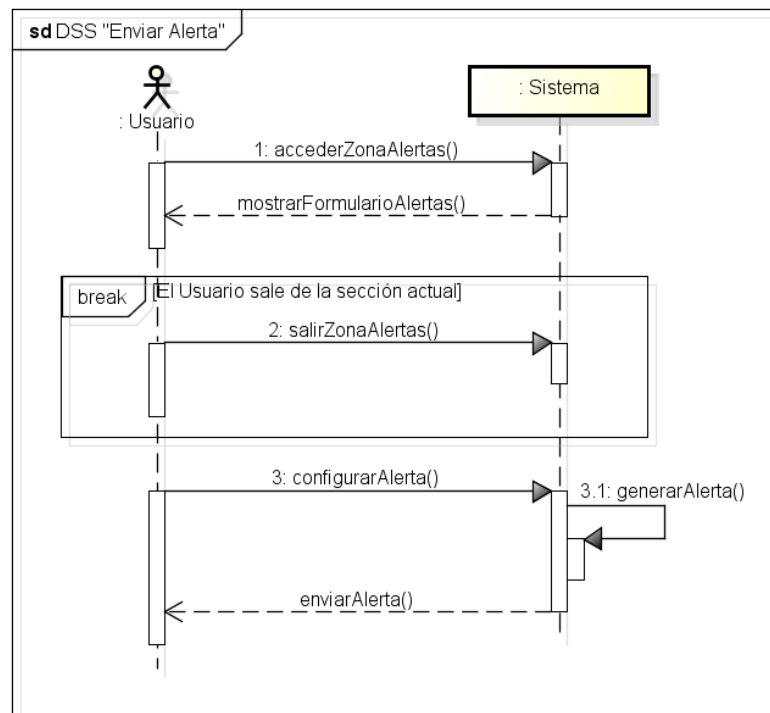 sd DSS "Enviar Alerta"
: Usuario
: Sistema
1: accederZonaAlertas()
mostrarFormularioAlertas()
break
[El Usuario sale de la sección actual]
2: salirZonaAlertas()
3: configurarAlerta()
3.1: generarAlerta()
enviarAlerta()